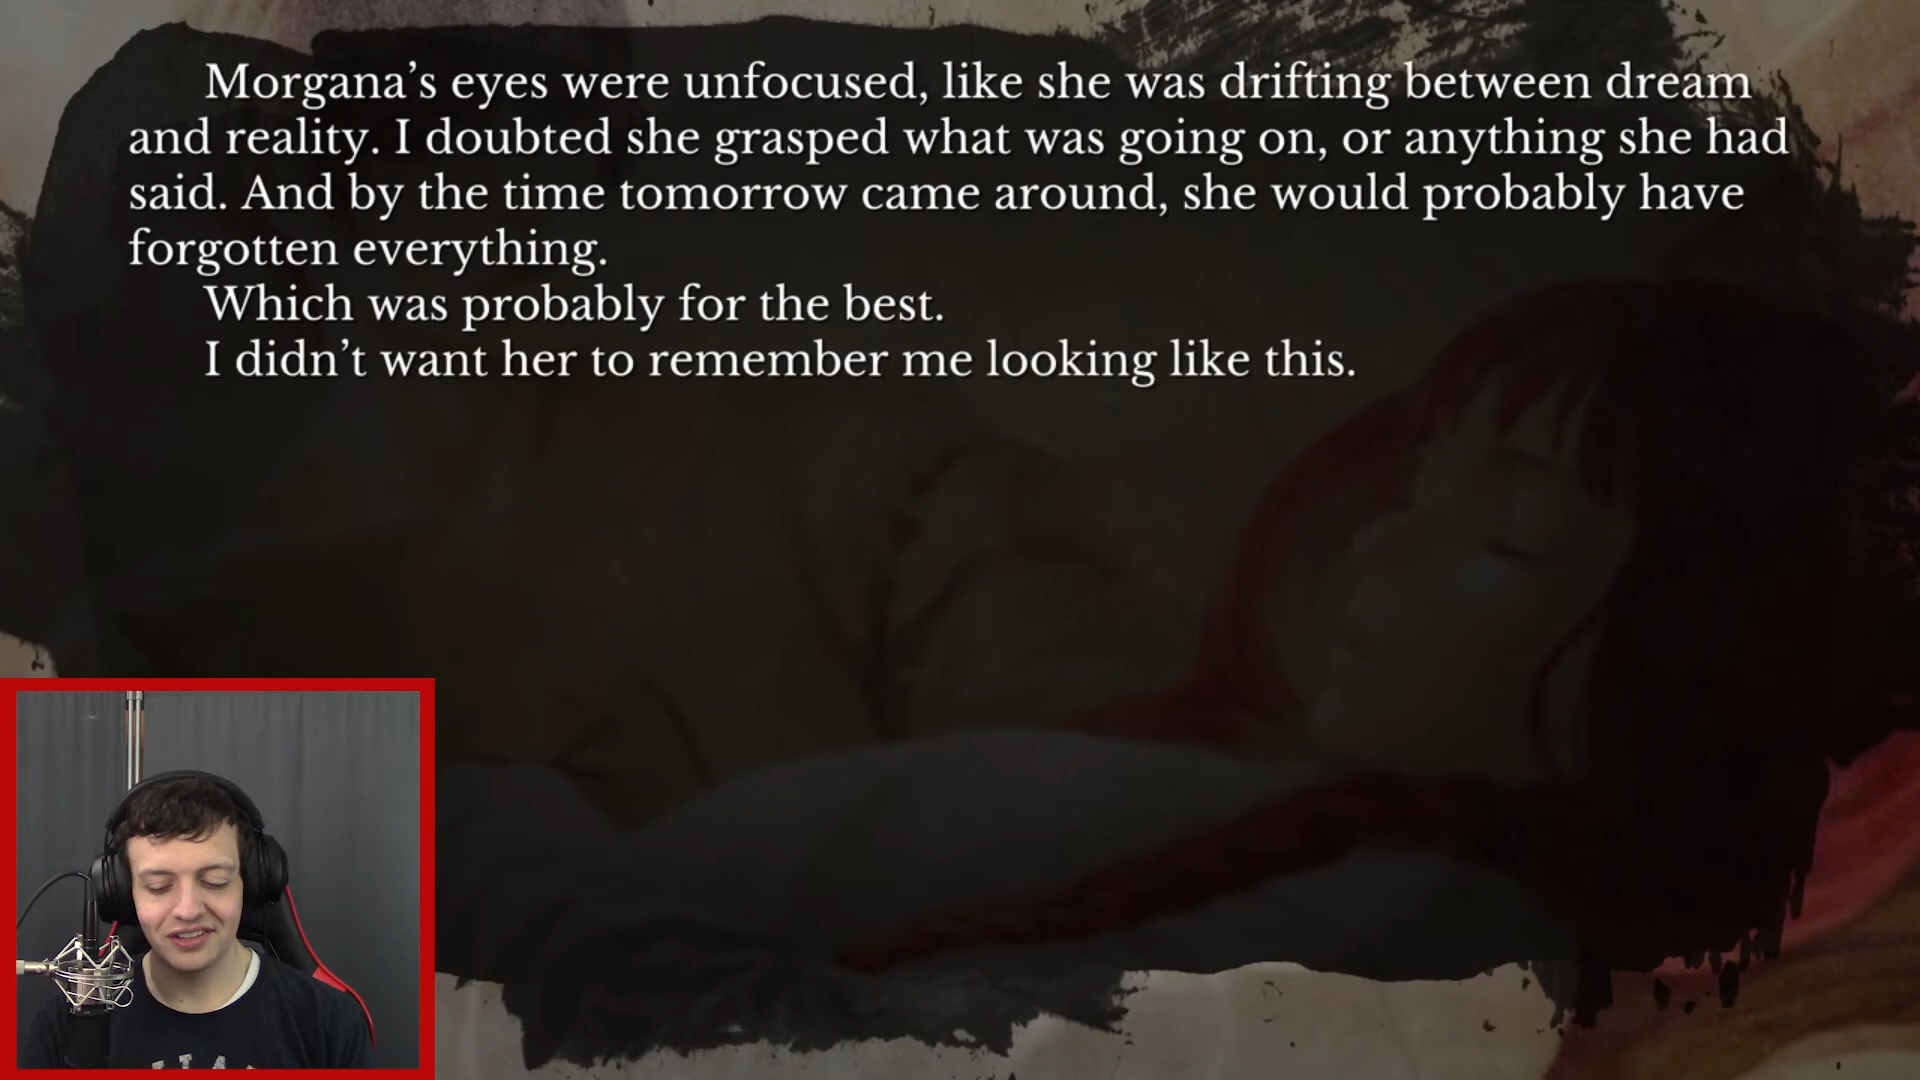 Morgana’s eyes were unfocused, like she was drifting between dream
and reality. I doubted she grasped what was going on, or anything she had
said. And by the time tomorrow came around, she would probably have
forgotten everything.
Which was probably for the best.
I didn’t want her to remember me looking like this.